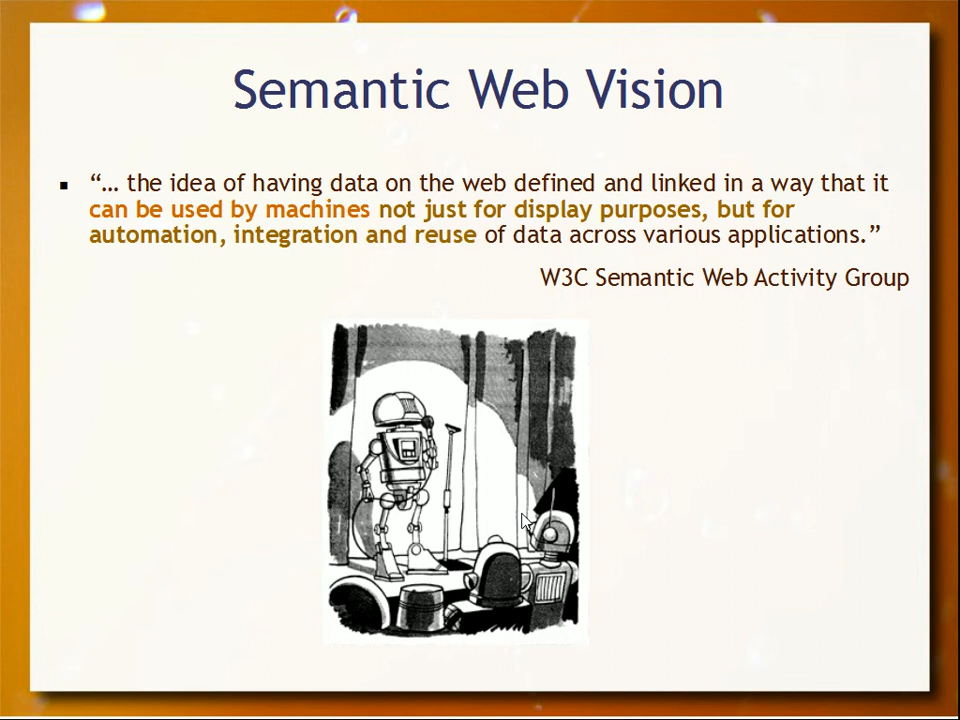 Semantic Web Vision
“… the idea of having data on the web defined and linked in a way that it
can be used by machines not just for display purposes, but for
automation, integration and reuse of data across various applications.”
W3C Semantic Web Activity Group